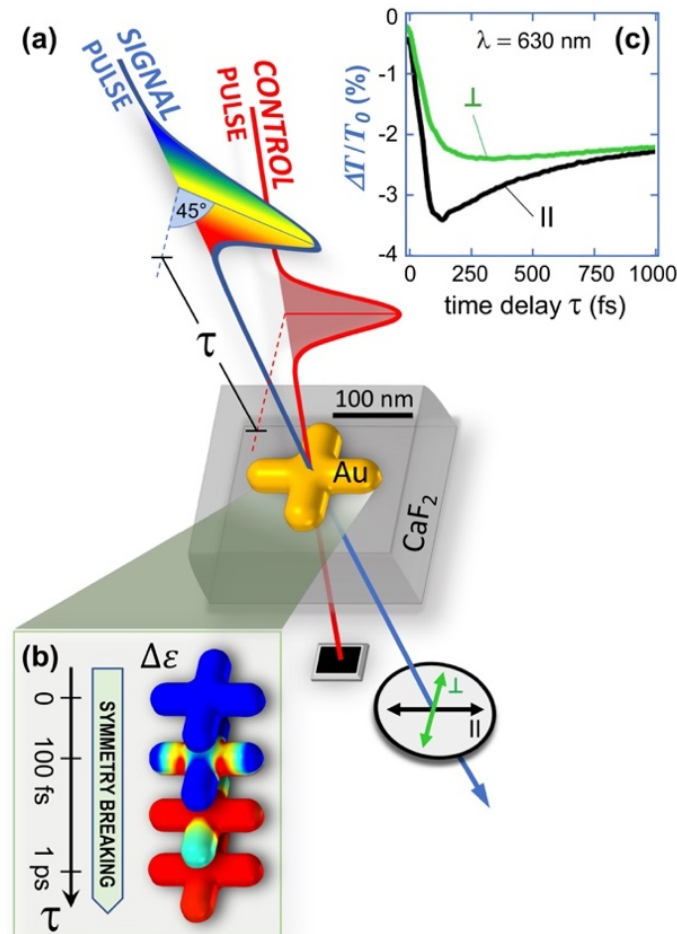 (a)
SIGNAL
PULSE
CONTROL
PULSE
45°
τ
100 nm
Au
CaF₂
⊥
||
(b)
Δε
0
100 fs
1 ps
τ
SYMMETRY BREAKING
(c)
λ = 630 nm
ΔT/T₀ (%)
0
-1
-2
-3
-4
⊥
||
0
250
500
750
1000
time delay τ (fs)